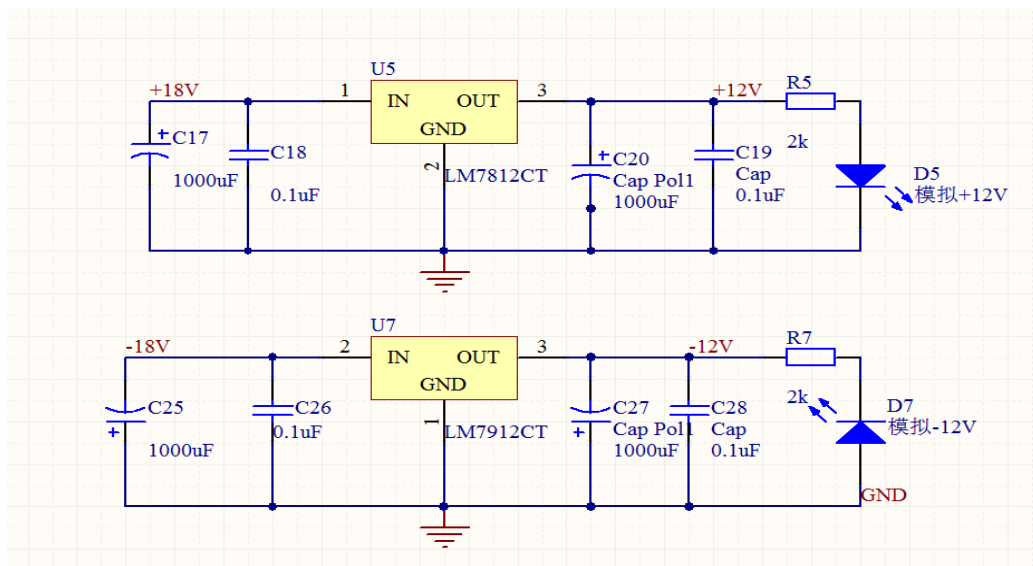 U5
+18V
1
IN
OUT
3
+12V
R5
GND
C17
1000uF
C18
0.1uF
2
LM7812CT
C20
Cap Pol1
1000uF
C19
Cap
0.1uF
2k
D5
模拟+12V
U7
-18V
2
IN
OUT
3
-12V
R7
GND
C25
1000uF
C26
0.1uF
1
LM7912CT
C27
Cap Pol1
1000uF
C28
Cap
0.1uF
2k
D7
模拟-12V
GND